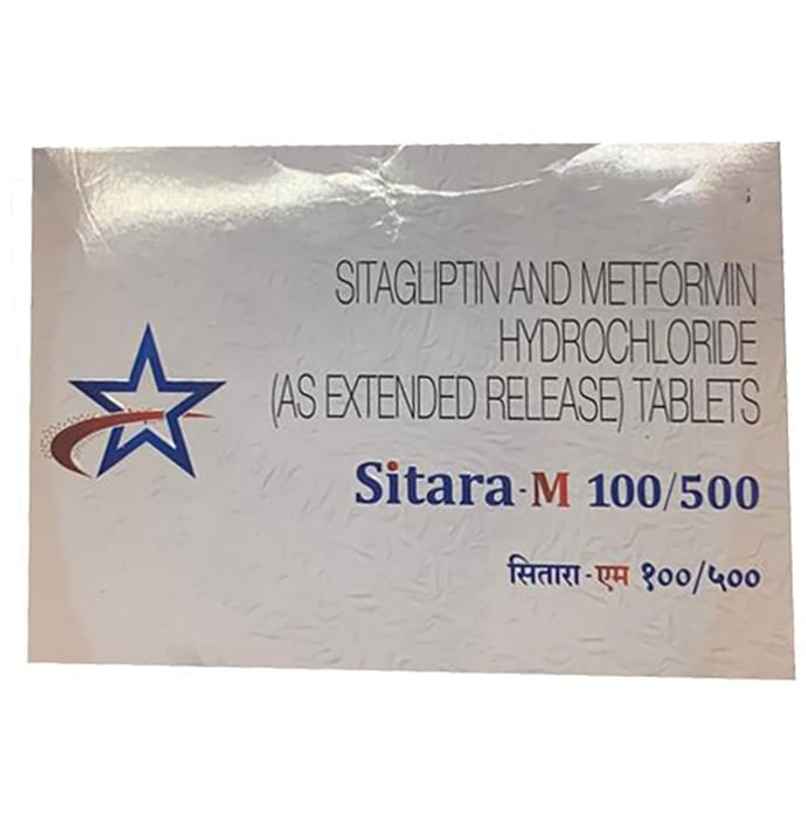 SITAGLIPTIN AND METFORMIN
HYDROCHLORIDE
(AS EXTENDED RELEASE) TABLETS
Sitara-M 100/500
सितारा-एम १००/५००